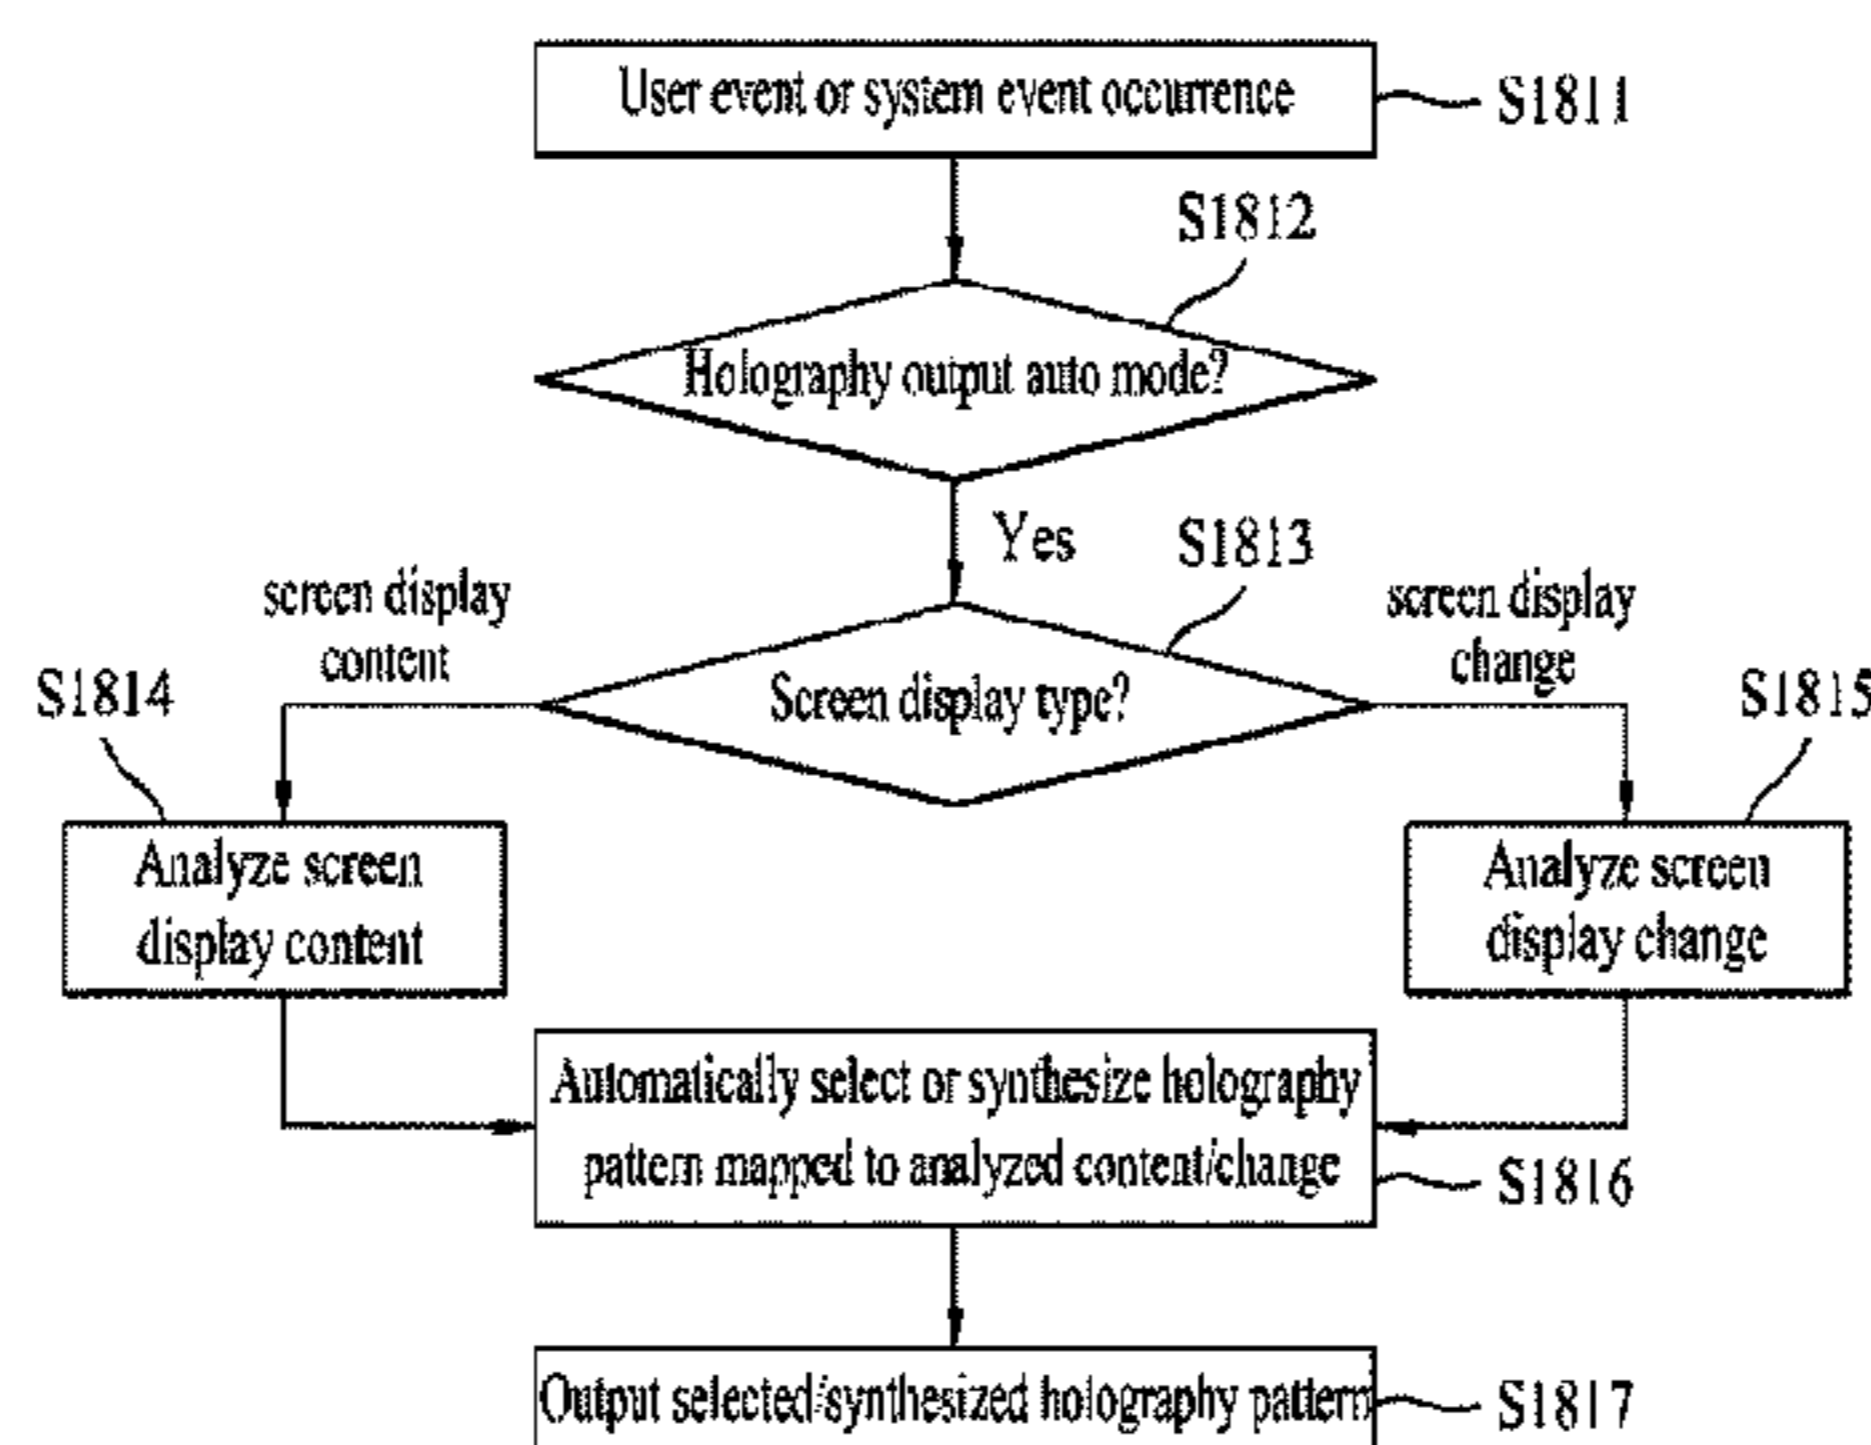 User event or system event occurrence
S1811
S1812
Holography output auto mode?
Yes
S1813
screen display
content
screen display
change
S1814
Screen display type?
S1815
Analyze screen
display content
Analyze screen
display change
Automatically select or synthesize holography
pattern mapped to analyzed content/change
S1816
Output selected/synthesized holography pattern
S1817